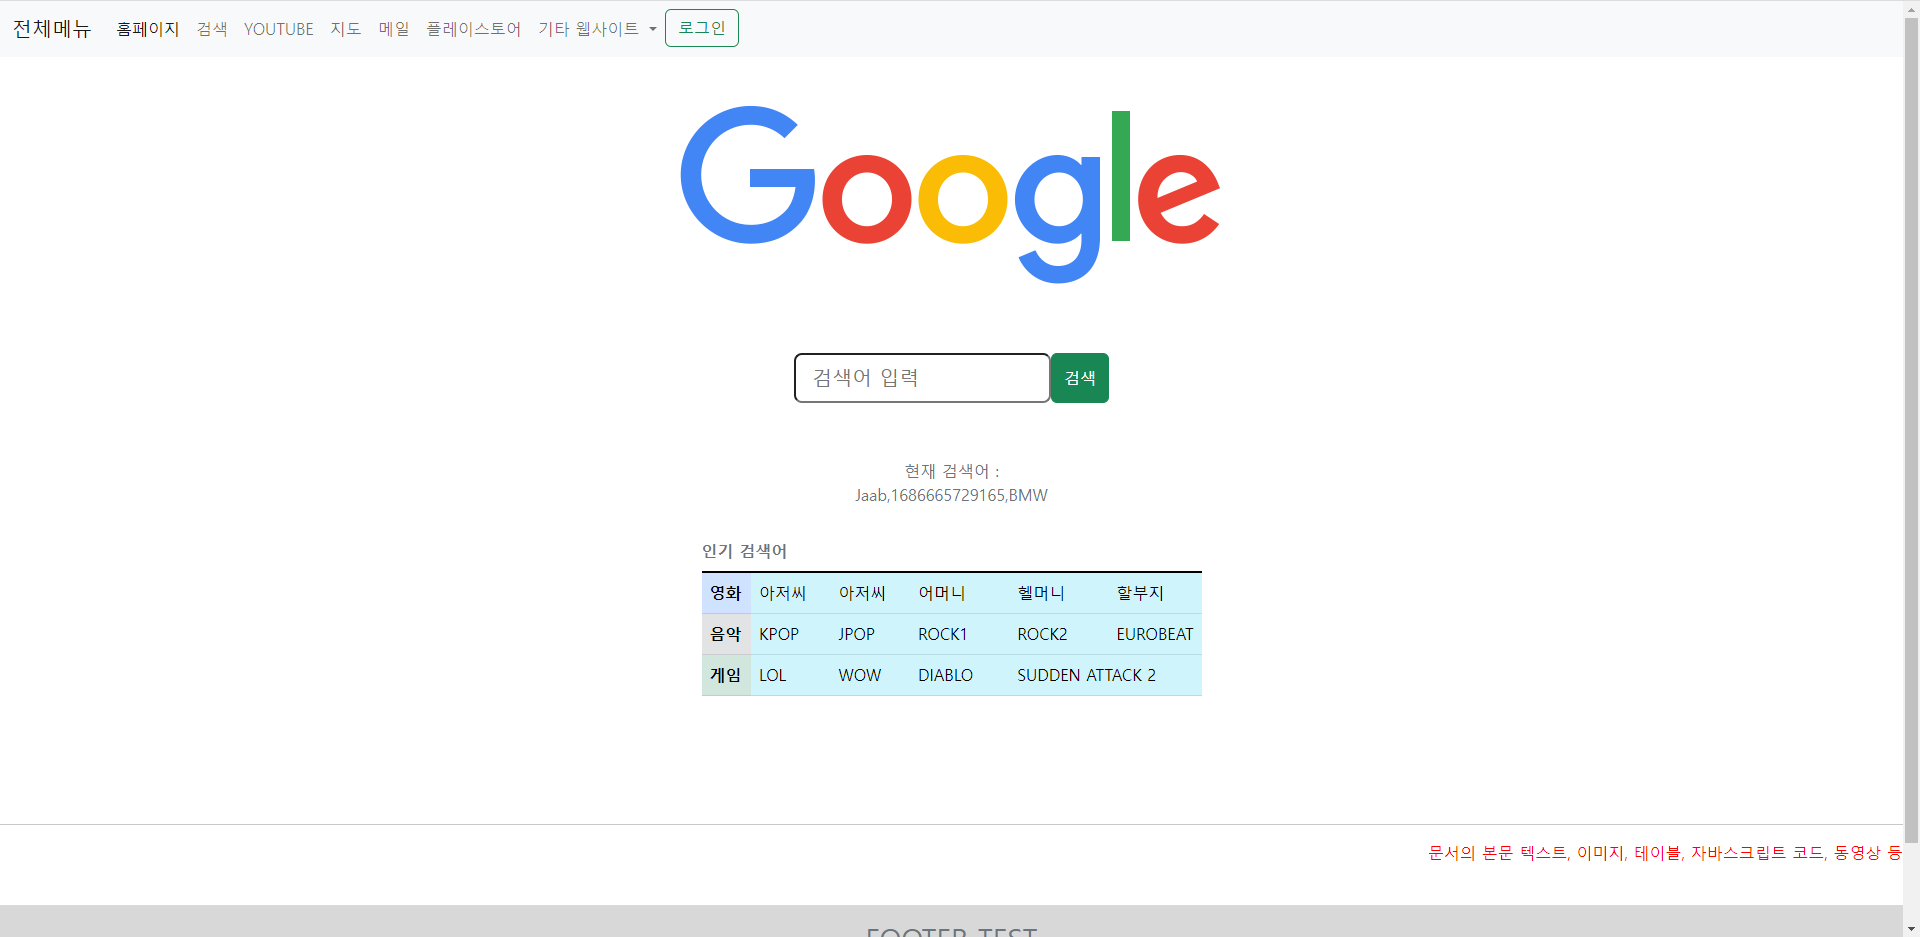 전체메뉴 홈페이지 검색 YOUTUBE 지도 메일 플레이스토어 기타 웹사이트 로그인
Google
검색어 입력 검색
현재 검색어 :
Jaab,1686665729165,BMW
인기 검색어
영화 아저씨 아저씨 어머니 헬머니 할부지
음악 KPOP JPOP ROCK1 ROCK2 EUROBEAT
게임 LOL WOW DIABLO SUDDEN ATTACK 2
문서의 본문 텍스트, 이미지, 테이블, 자바스크립트 코드, 동영상 등
FOOTER TEST